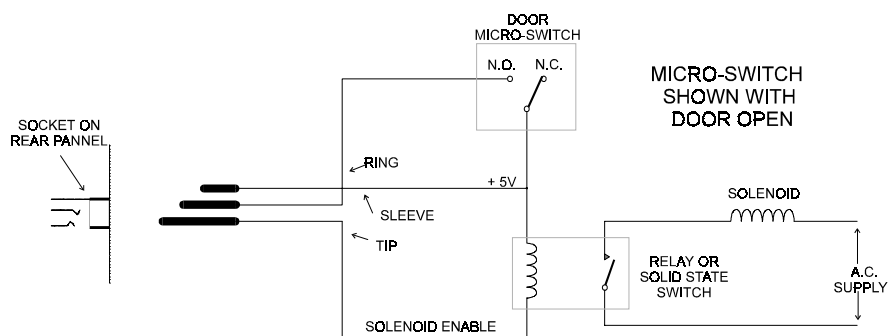 DOOR
MICRO-SWITCH
N.O.
N.C.
MICRO-SWITCH
SHOWN WITH
DOOR OPEN
SOCKET ON
REAR PANNEL
RING
+ 5V
SLEEVE
SOLENOID
TIP
RELAY OR
SOLID STATE
SWITCH
A.C.
SUPPLY
SOLENOID ENABLE